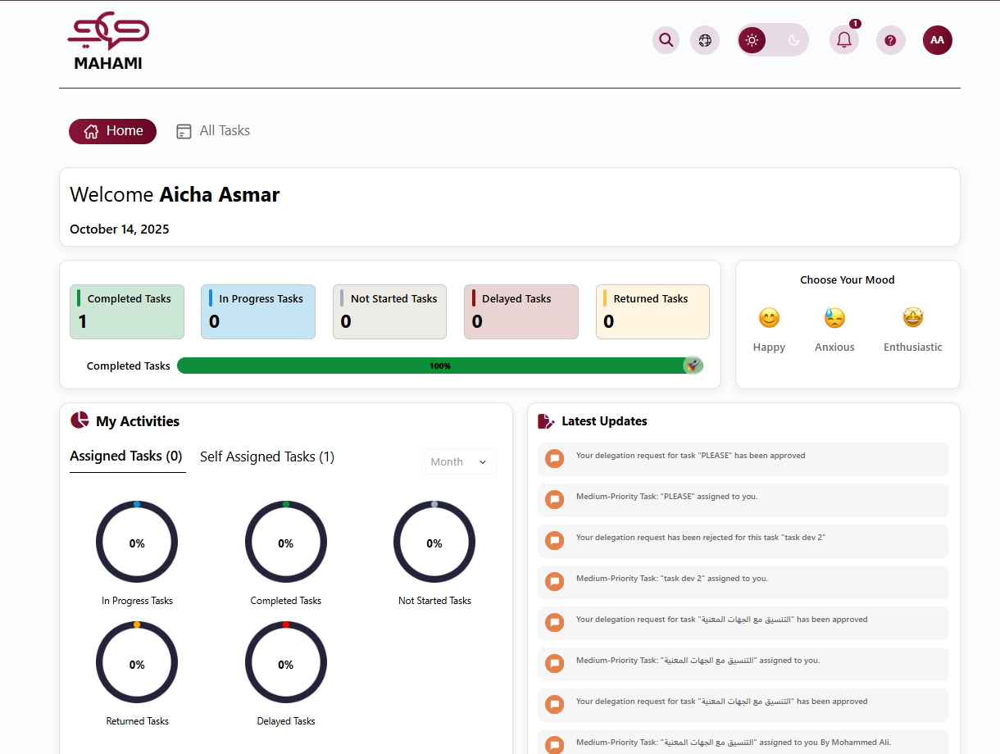 مهامي
MAHAMI
1
?
AA
Home
All Tasks
Welcome Aicha Asmar
October 14, 2025
Completed Tasks
1
In Progress Tasks
0
Not Started Tasks
0
Delayed Tasks
0
Returned Tasks
0
Completed Tasks
100%
Choose Your Mood
Happy
Anxious
Enthusiastic
My Activities
Assigned Tasks (0)
Self Assigned Tasks (1)
Month
0%
In Progress Tasks
0%
Completed Tasks
0%
Not Started Tasks
0%
Returned Tasks
0%
Delayed Tasks
Latest Updates
Your delegation request for task "PLEASE" has been approved
Medium-Priority Task: "PLEASE" assigned to you.
Your delegation request has been rejected for this task "task dev 2"
Medium-Priority Task: "task dev 2" assigned to you.
Your delegation request for task "التنسيق مع الجهات المعنية" has been approved
Medium-Priority Task: "التنسيق مع الجهات المعنية" assigned to you.
Your delegation request for task "التنسيق مع الجهات المعنية" has been approved
Medium-Priority Task: "التنسيق مع الجهات المعنية" assigned to you By Mohammed Ali.